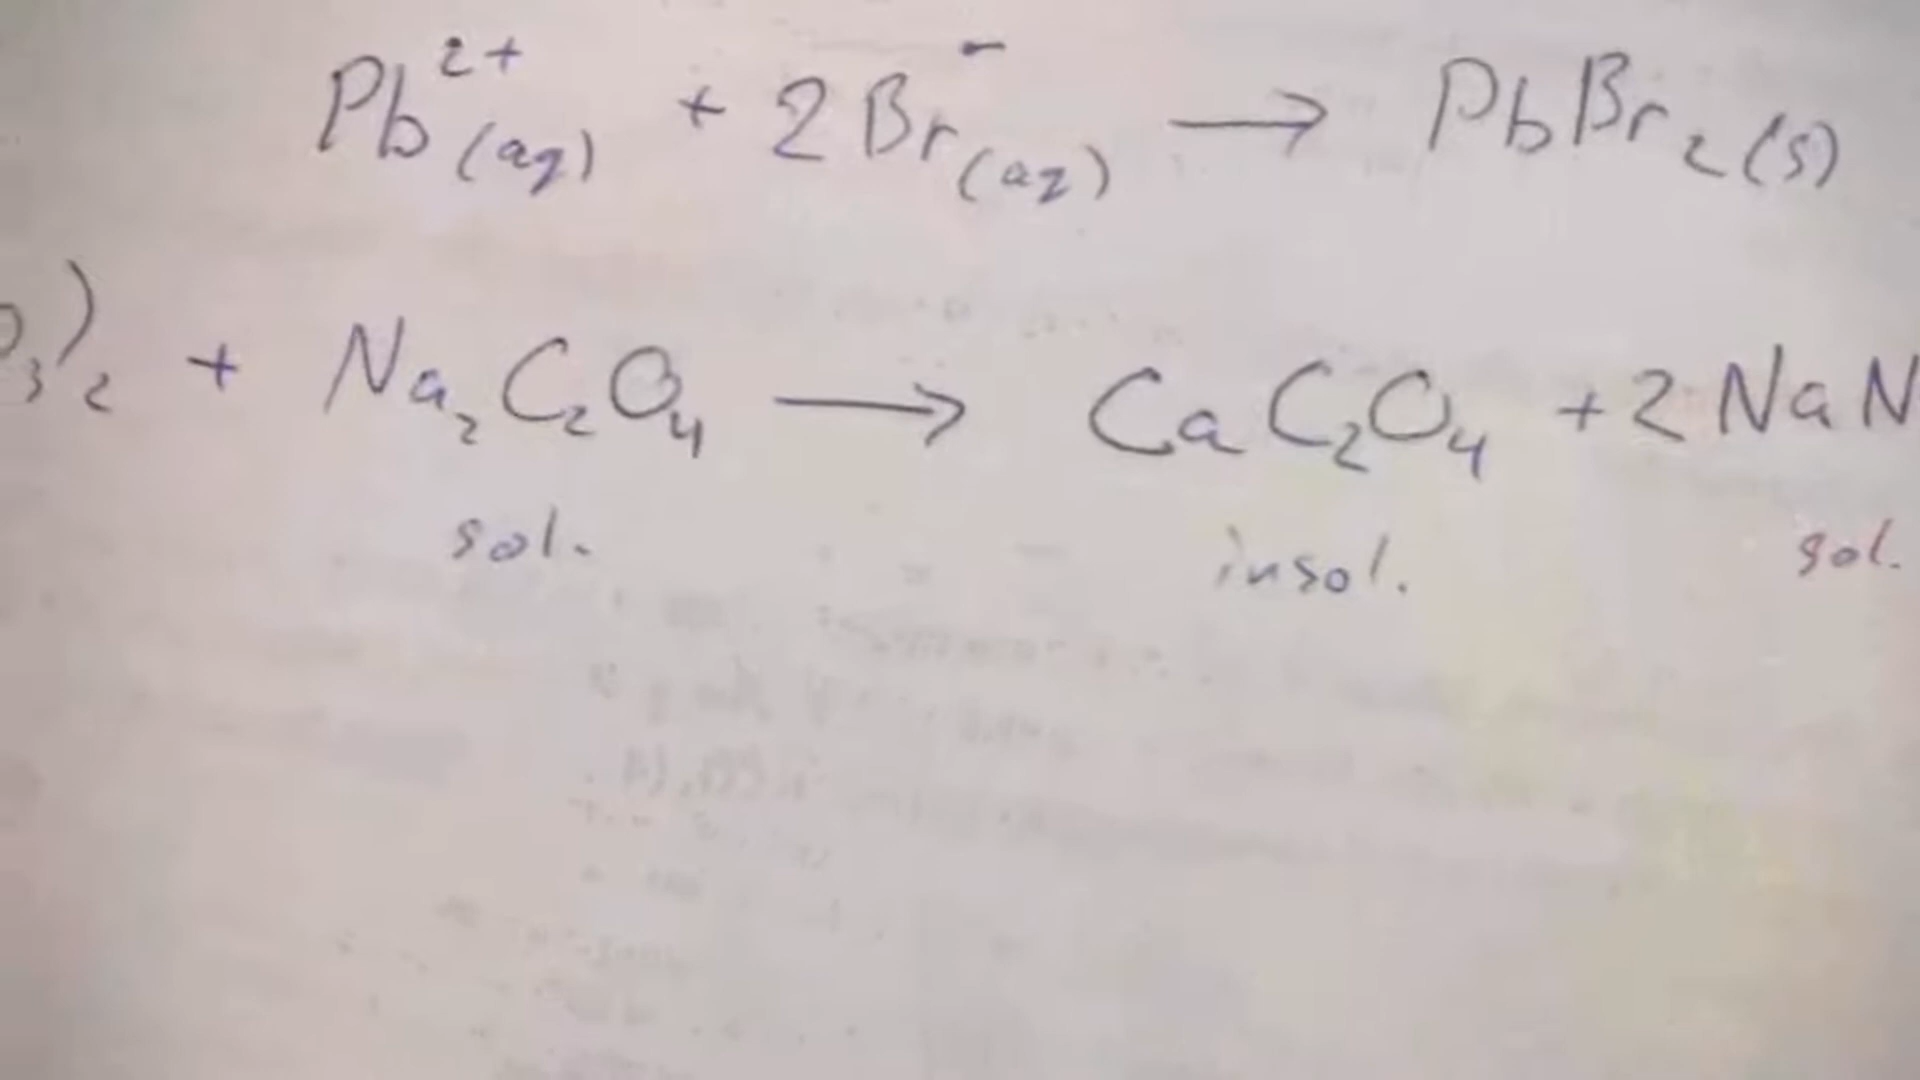 Pb²⁺(aq) + 2Br⁻(aq) → PbBr₂(s)
₃)₂ + Na₂C₂O₄ → CaC₂O₄ + 2NaN
sol. insol. sol.